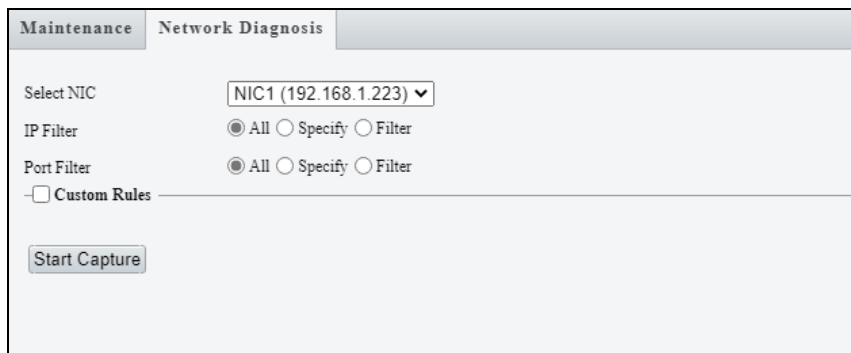 Maintenance Network Diagnosis
Select NIC NIC1 (192.168.1.223)
IP Filter All Specify Filter
Port Filter All Specify Filter
Custom Rules
Start Capture